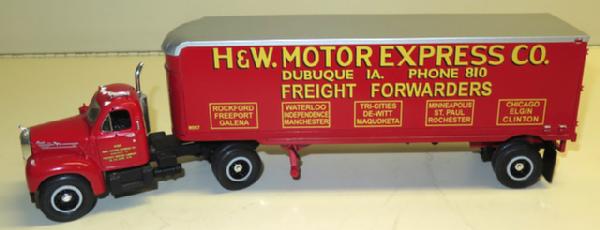 H & W. MOTOR EXPRESS CO.
DUBUQUE IA. PHONE 810
FREIGHT FORWARDERS
ROCKFORD
FREEPORT
GALENA
WATERLOO
INDEPENDENCE
MANCHESTER
TRI-CITIES
DE-WITT
MAQUOKETA
MINNEAPOLIS
ST. PAUL
ROCHESTER
CHICAGO
ELGIN
CLINTON